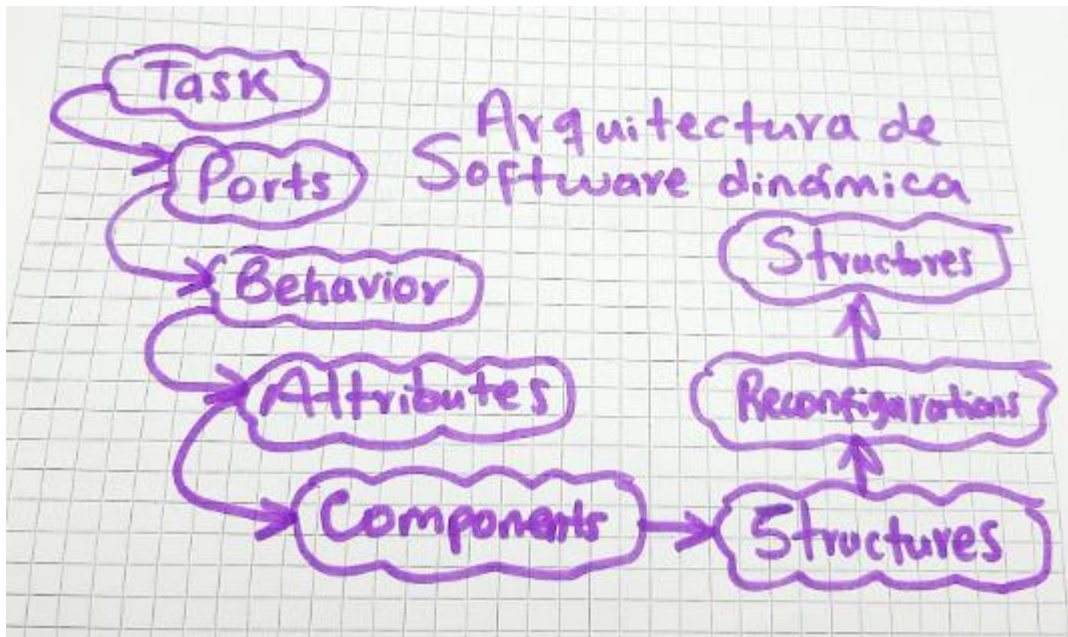 Task
Ports
Arquitectura de
Software dinámica
Behavior
Attributes
Components
Structures
Reconfigurations
Structures